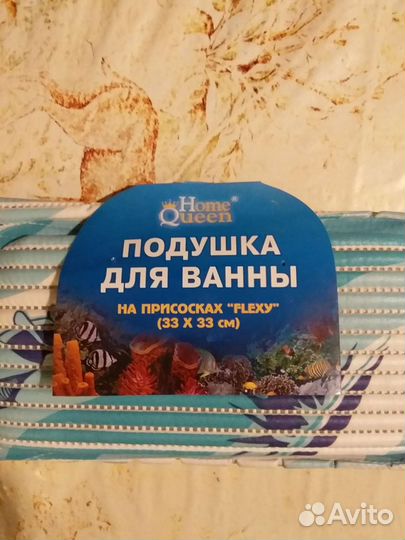 Home®
Queen
ПОДУШКА
ДЛЯ ВАННЫ
НА ПРИСОСКАХ "FLEXY"
(33 X 33 см)
Avito